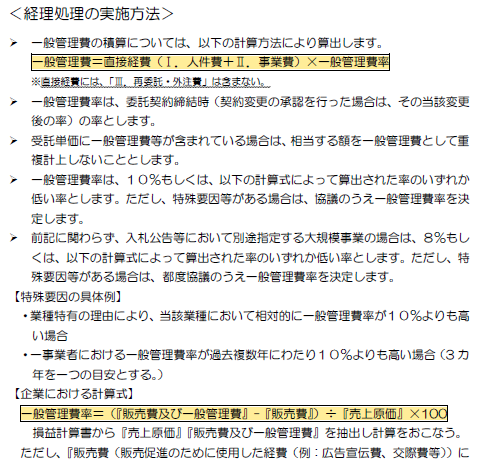 ＜経理処理の実施方法＞
➢ 一般管理費の積算については、以下の計算方法により算出します。
一般管理費＝直接経費（Ⅰ．人件費＋Ⅱ．事業費）×一般管理費率
※直接経費には、「Ⅲ．再委託・外注費」は含まない。
➢ 一般管理費率は、委託契約締結時（契約変更の承認を行った場合は、その当該変更
後の率）の率とします。
➢ 受託単価に一般管理費等が含まれている場合は、相当する額を一般管理費として重
複計上しないこととします。
➢ 一般管理費率は、１０％もしくは、以下の計算式によって算出された率のいずれか
低い率とします。ただし、特殊要因等がある場合は、協議のうえ一般管理費率を決
定します。
➢ 前記に関わらず、入札公告等において別途指定する大規模事業の場合は、８％もし
くは、以下の計算式によって算出された率のいずれか低い率とします。ただし、特
殊要因等がある場合は、都度協議のうえ一般管理費率を決定します。
【特殊要因の具体例】
・業種特有の理由により、当該業種において相対的に一般管理費率が１０％よりも高
い場合
・一事業者における一般管理費率が過去複数年にわたり１０％よりも高い場合（３カ
年を一つの目安とする。）
【企業における計算式】
一般管理費率＝（『販売費及び一般管理費』－『販売費』）÷『売上原価』×100
損益計算書から『売上原価』『販売費及び一般管理費』を抽出し計算をおこなう。
ただし、『販売費（販売促進のために使用した経費（例：広告宣伝費、交際費等））に